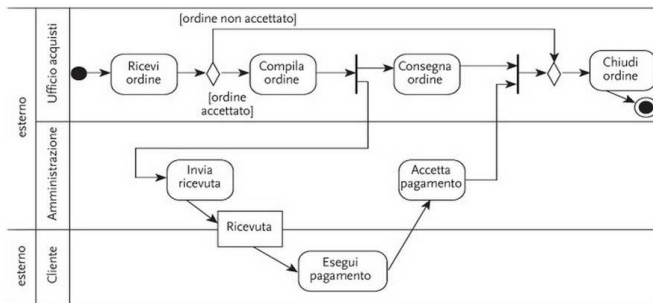 [ordine non accettato]
Ricevi
ordine
Compila
ordine
Consegna
ordine
Chiudi
ordine
[ordine
accettato]
Ufficio acquisti
esterno
Amministrazione
Invia
ricevuta
Accetta
pagamento
Ricevuta
esterno
Cliente
Esegui
pagamento